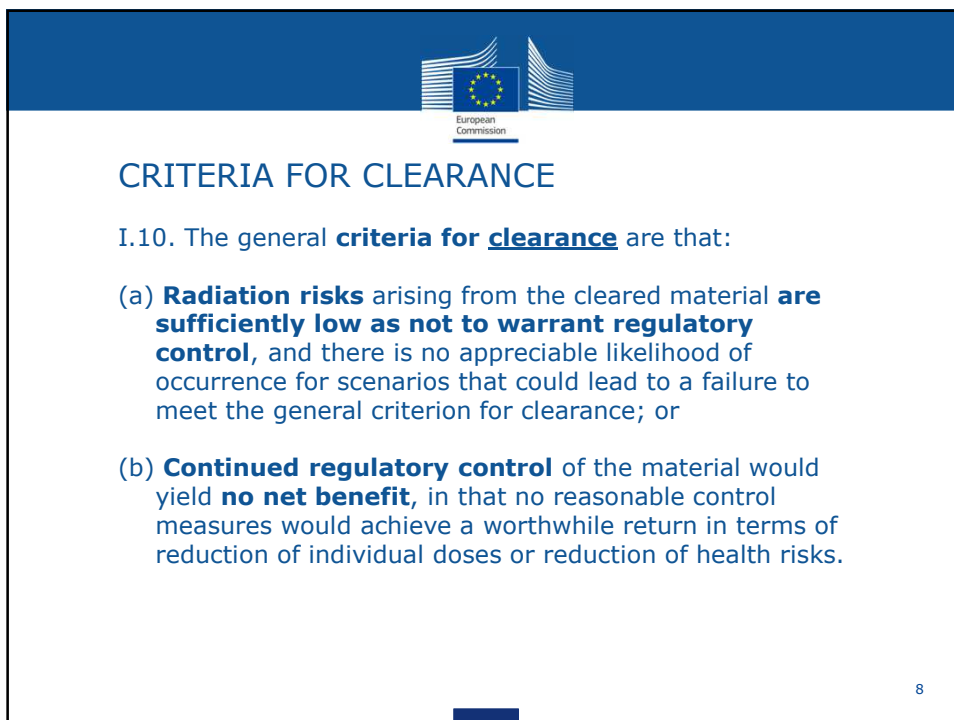 European
Commission
CRITERIA FOR CLEARANCE
I.10. The general criteria for clearance are that:
(a) Radiation risks arising from the cleared material are
sufficiently low as not to warrant regulatory
control, and there is no appreciable likelihood of
occurrence for scenarios that could lead to a failure to
meet the general criterion for clearance; or
(b) Continued regulatory control of the material would
yield no net benefit, in that no reasonable control
measures would achieve a worthwhile return in terms of
reduction of individual doses or reduction of health risks.
8